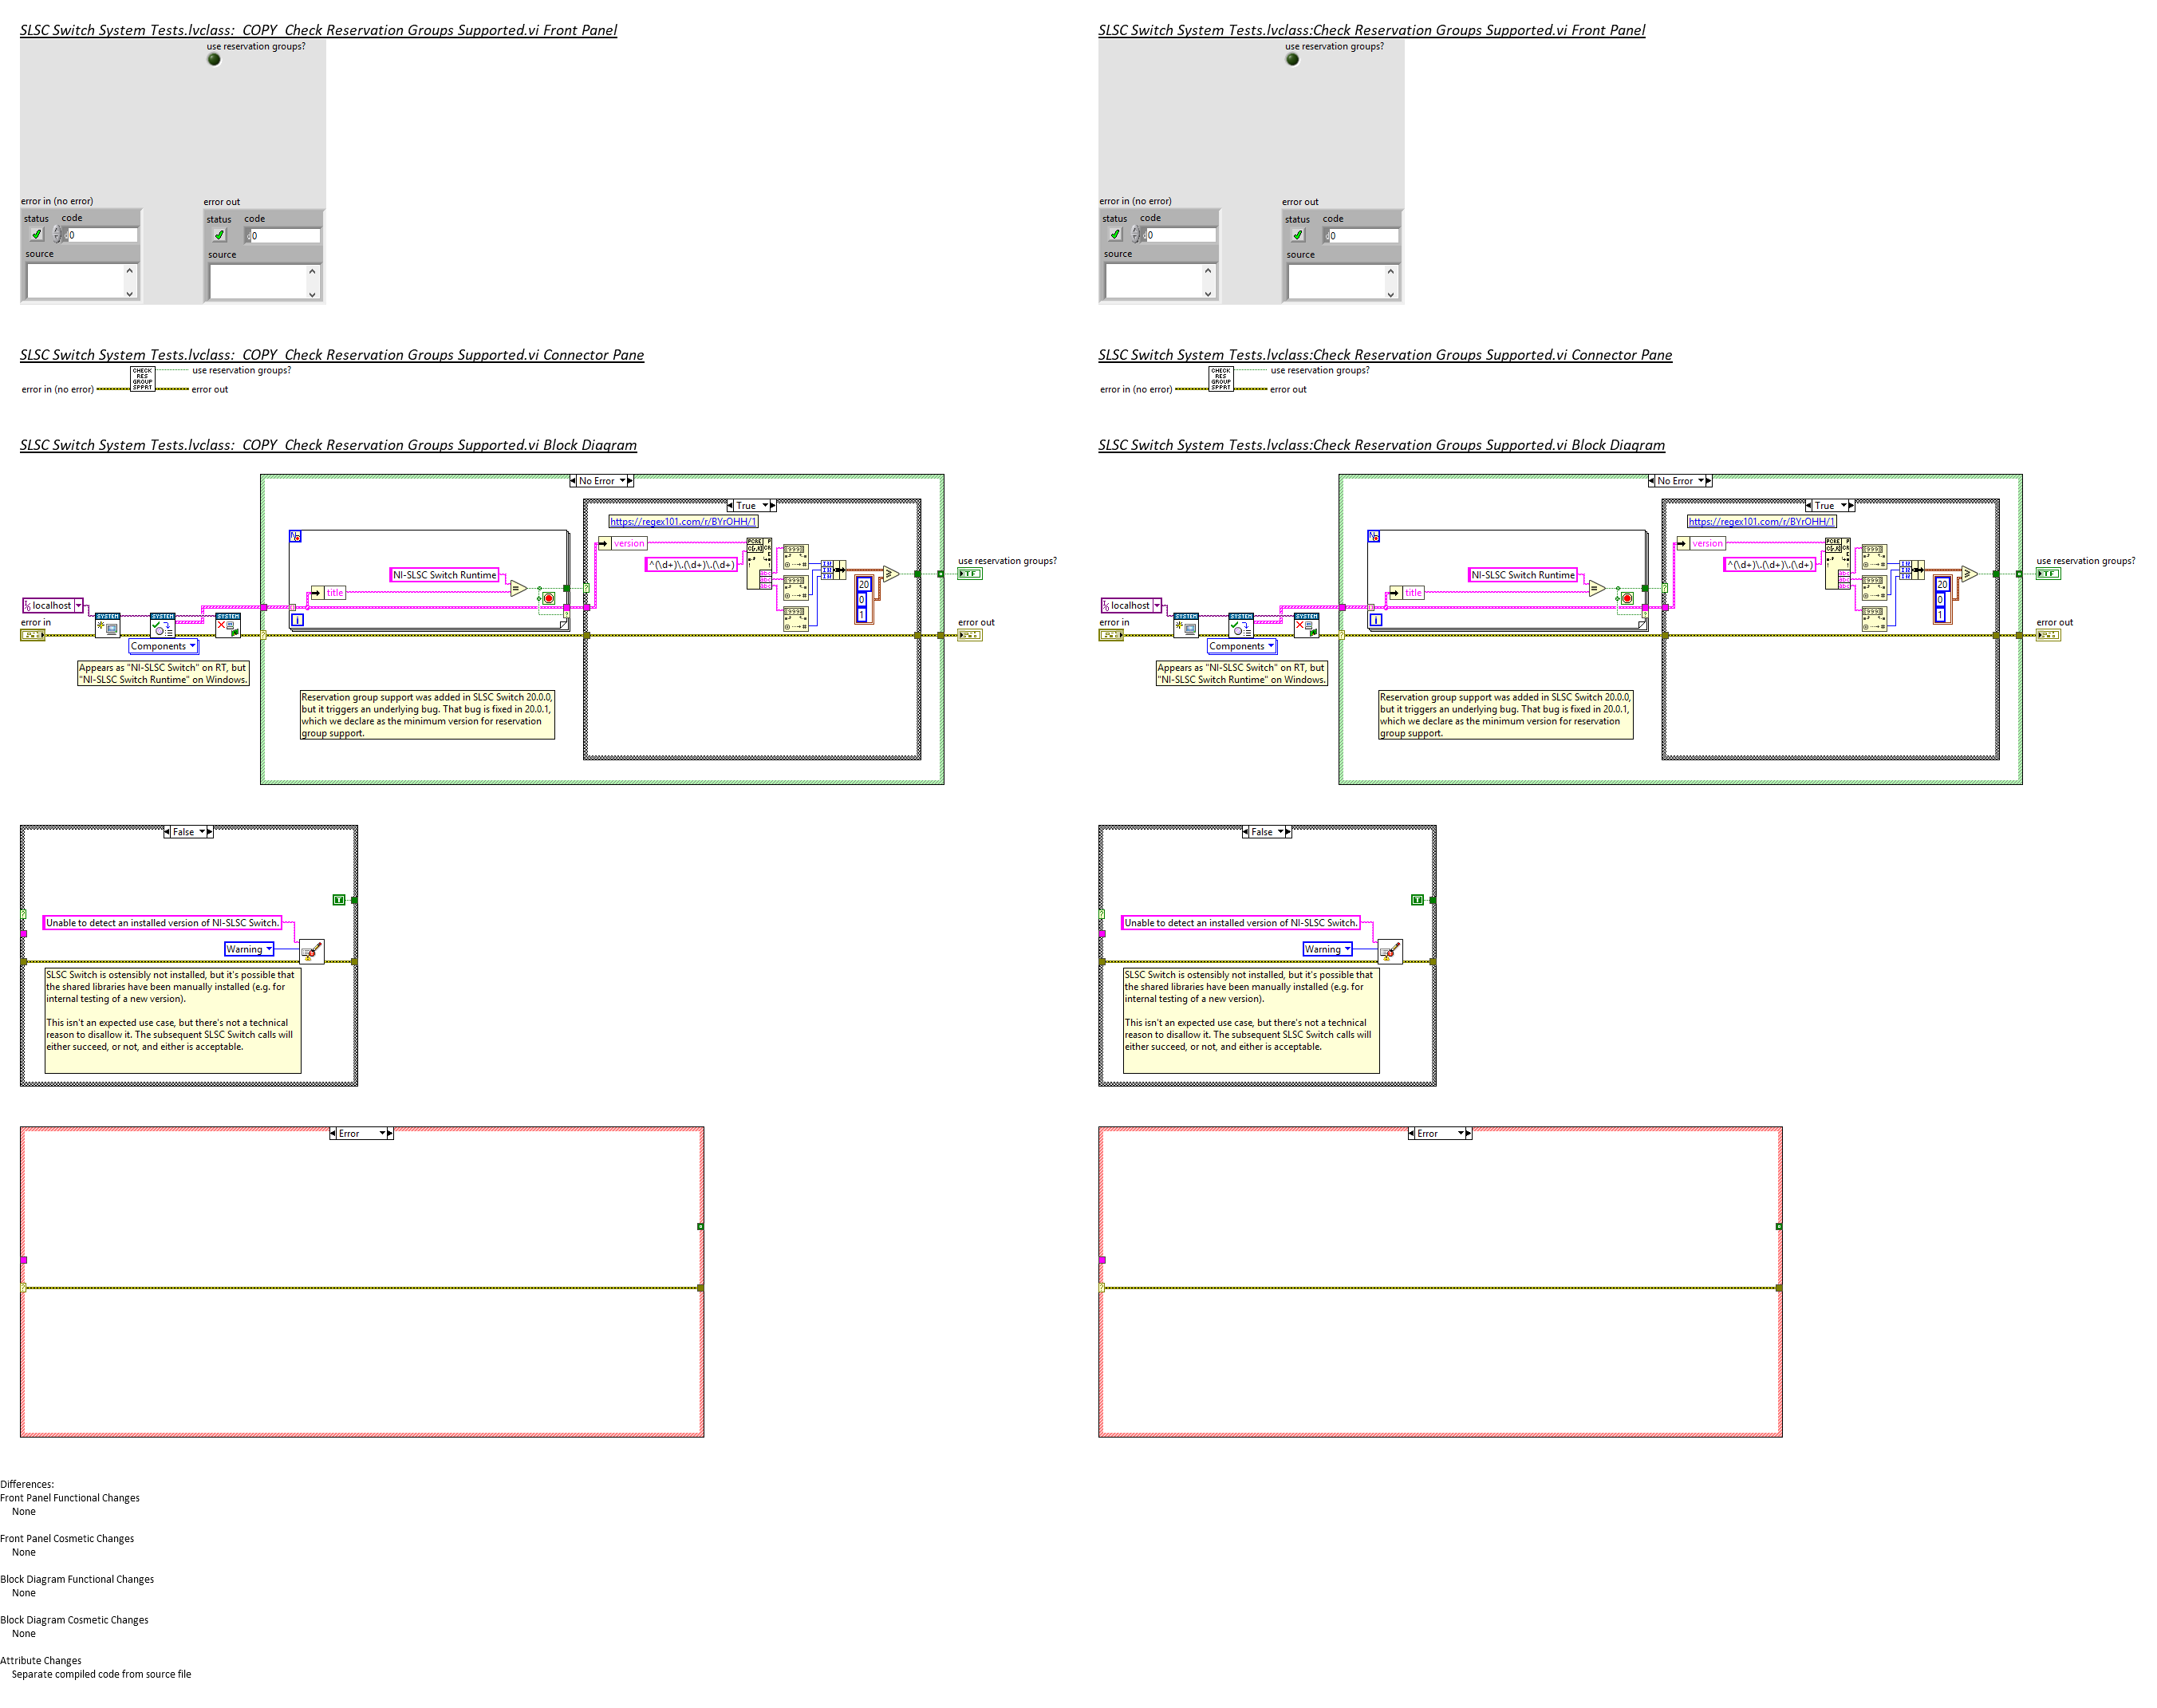 SLSC Switch System Tests.lvclass:_COPY_Check Reservation Groups Supported.vi Front Panel
use reservation groups?
error in (no error)
status code
0
source
error out
status code
0
source
SLSC Switch System Tests.lvclass:_COPY_Check Reservation Groups Supported.vi Connector Pane
CHECK
RES
GROUP
SPPRT
use reservation groups?
error in (no error)
error out
SLSC Switch System Tests.lvclass:_COPY_Check Reservation Groups Supported.vi Block Diagram
No Error
True
https://regex101.com/r/BYrOHH/1
version
^(\d+)\.(\d+)\.(\d+)
NI-SLSC Switch Runtime
title
20
0
1
use reservation groups?
TF
localhost
error in
SYSTEM
SYSTEM
SYSTEM
Components
error out
Appears as "NI-SLSC Switch" on RT, but
"NI-SLSC Switch Runtime" on Windows.
Reservation group support was added in SLSC Switch 20.0.0,
but it triggers an underlying bug. That bug is fixed in 20.0.1,
which we declare as the minimum version for reservation
group support.
False
T
Unable to detect an installed version of NI-SLSC Switch.
Warning
SLSC Switch is ostensibly not installed, but it's possible that
the shared libraries have been manually installed (e.g. for
internal testing of a new version).
This isn't an expected use case, but there's not a technical
reason to disallow it. The subsequent SLSC Switch calls will
either succeed, or not, and either is acceptable.
Error
SLSC Switch System Tests.lvclass:Check Reservation Groups Supported.vi Front Panel
use reservation groups?
error in (no error)
status code
0
source
error out
status code
0
source
SLSC Switch System Tests.lvclass:Check Reservation Groups Supported.vi Connector Pane
CHECK
RES
GROUP
SPPRT
use reservation groups?
error in (no error)
error out
SLSC Switch System Tests.lvclass:Check Reservation Groups Supported.vi Block Diagram
No Error
True
https://regex101.com/r/BYrOHH/1
version
^(\d+)\.(\d+)\.(\d+)
NI-SLSC Switch Runtime
title
20
0
1
use reservation groups?
TF
localhost
error in
SYSTEM
SYSTEM
SYSTEM
Components
error out
Appears as "NI-SLSC Switch" on RT, but
"NI-SLSC Switch Runtime" on Windows.
Reservation group support was added in SLSC Switch 20.0.0,
but it triggers an underlying bug. That bug is fixed in 20.0.1,
which we declare as the minimum version for reservation
group support.
False
T
Unable to detect an installed version of NI-SLSC Switch.
Warning
SLSC Switch is ostensibly not installed, but it's possible that
the shared libraries have been manually installed (e.g. for
internal testing of a new version).
This isn't an expected use case, but there's not a technical
reason to disallow it. The subsequent SLSC Switch calls will
either succeed, or not, and either is acceptable.
Error
Differences:
Front Panel Functional Changes
None
Front Panel Cosmetic Changes
None
Block Diagram Functional Changes
None
Block Diagram Cosmetic Changes
None
Attribute Changes
Separate compiled code from source file